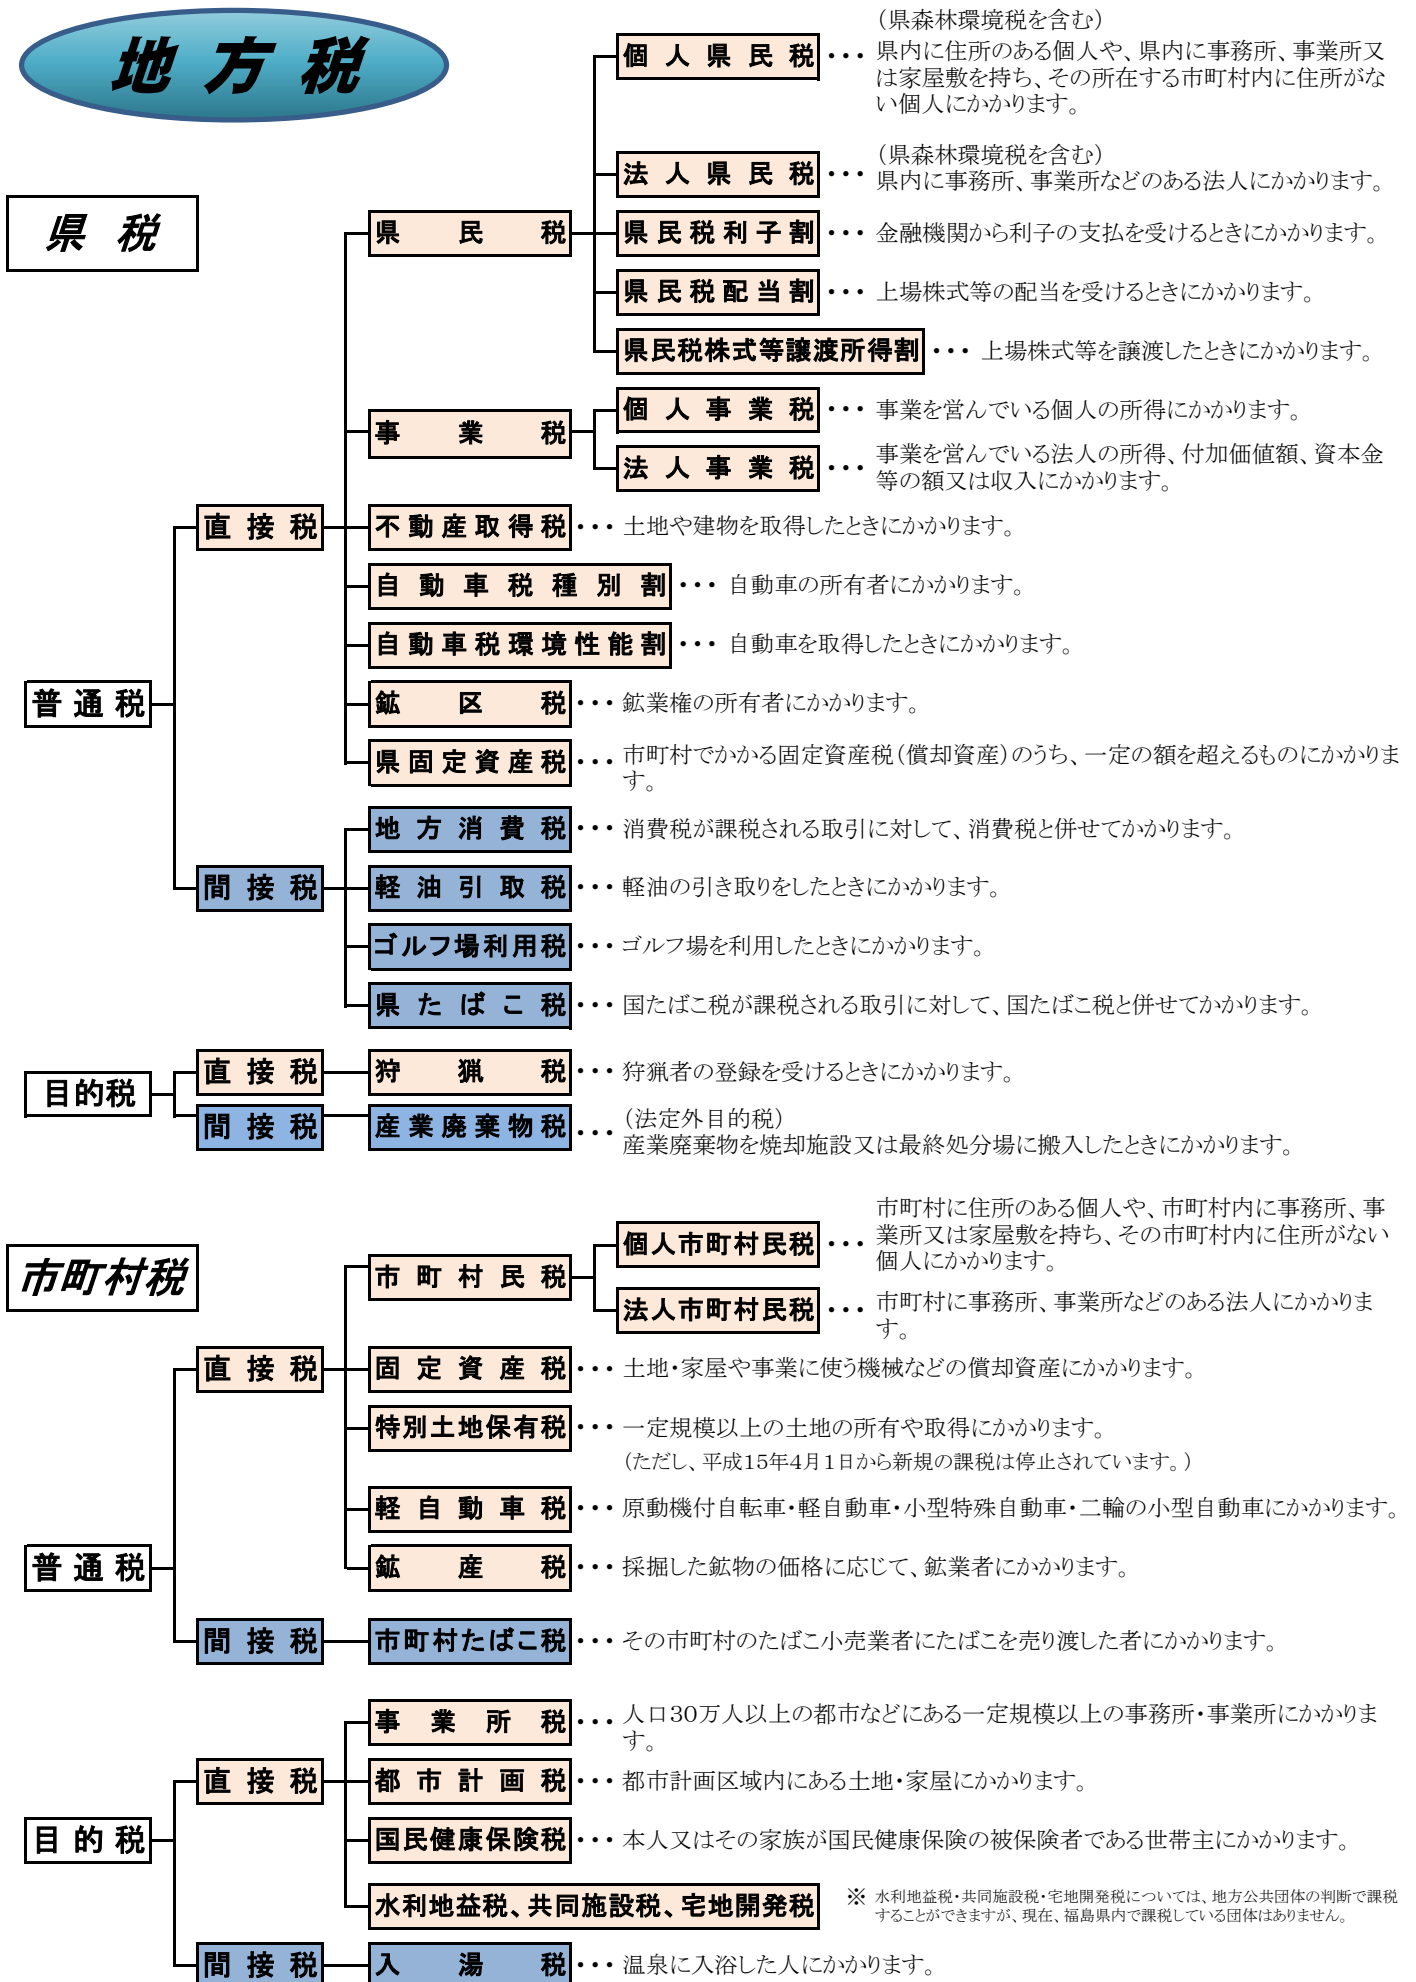 地方税
(県森林環境税を含む)
個人県民税 ・・・ 県内に住所のある個人や、県内に事務所、事業所又
は家屋敷を持ち、その所在する市町村内に住所がな
い個人にかかります。
(県森林環境税を含む)
法人県民税 ・・・ 県内に事務所、事業所などのある法人にかかります。
県税
県民税
県民税利子割 ・・・ 金融機関から利子の支払を受けるときにかかります。
県民税配当割 ・・・ 上場株式等の配当を受けるときにかかります。
県民税株式等譲渡所得割 ・・・ 上場株式等を譲渡したときにかかります。
事業税
個人事業税 ・・・ 事業を営んでいる個人の所得にかかります。
法人事業税 ・・・ 事業を営んでいる法人の所得、付加価値額、資本金
等の額又は収入にかかります。
直接税
不動産取得税 ・・・ 土地や建物を取得したときにかかります。
自動車税種別割 ・・・ 自動車の所有者にかかります。
自動車税環境性能割 ・・・ 自動車を取得したときにかかります。
普通税
鉱区税 ・・・ 鉱業権の所有者にかかります。
県固定資産税 ・・・ 市町村でかかる固定資産税(償却資産)のうち、一定の額を超えるものにかかりま
す。
地方消費税 ・・・ 消費税が課税される取引に対して、消費税と併せてかかります。
間接税
軽油引取税 ・・・ 軽油の引き取りをしたときにかかります。
ゴルフ場利用税 ・・・ ゴルフ場を利用したときにかかります。
県たばこ税 ・・・ 国たばこ税が課税される取引に対して、国たばこ税と併せてかかります。
目的税
直接税
狩猟税 ・・・ 狩猟者の登録を受けるときにかかります。
間接税
産業廃棄物税 ・・・ (法定外目的税)
産業廃棄物を焼却施設又は最終処分場に搬入したときにかかります。
市町村税
市町村民税
個人市町村民税 ・・・ 市町村に住所のある個人や、市町村内に事務所、事
業所又は家屋敷を持ち、その市町村内に住所がない
個人にかかります。
法人市町村民税 ・・・ 市町村に事務所、事業所などのある法人にかかりま
す。
直接税
固定資産税 ・・・ 土地・家屋や事業に使う機械などの償却資産にかかります。
特別土地保有税 ・・・ 一定規模以上の土地の所有や取得にかかります。
(ただし、平成15年4月1日から新規の課税は停止されています。)
軽自動車税 ・・・ 原動機付自転車・軽自動車・小型特殊自動車・二輪の小型自動車にかかります。
普通税
鉱産税 ・・・ 採掘した鉱物の価格に応じて、鉱業者にかかります。
間接税
市町村たばこ税 ・・・ その市町村のたばこ小売業者にたばこを売り渡した者にかかります。
事業所税 ・・・ 人口30万人以上の都市などにある一定規模以上の事務所・事業所にかかりま
す。
直接税
都市計画税 ・・・ 都市計画区域内にある土地・家屋にかかります。
目的税
国民健康保険税 ・・・ 本人又はその家族が国民健康保険の被保険者である世帯主にかかります。
水利地益税、共同施設税、宅地開発税
※ 水利地益税・共同施設税・宅地開発税については、地方公共団体の判断で課税
することができますが、現在、福島県内で課税している団体はありません。
間接税
入湯税 ・・・ 温泉に入浴した人にかかります。